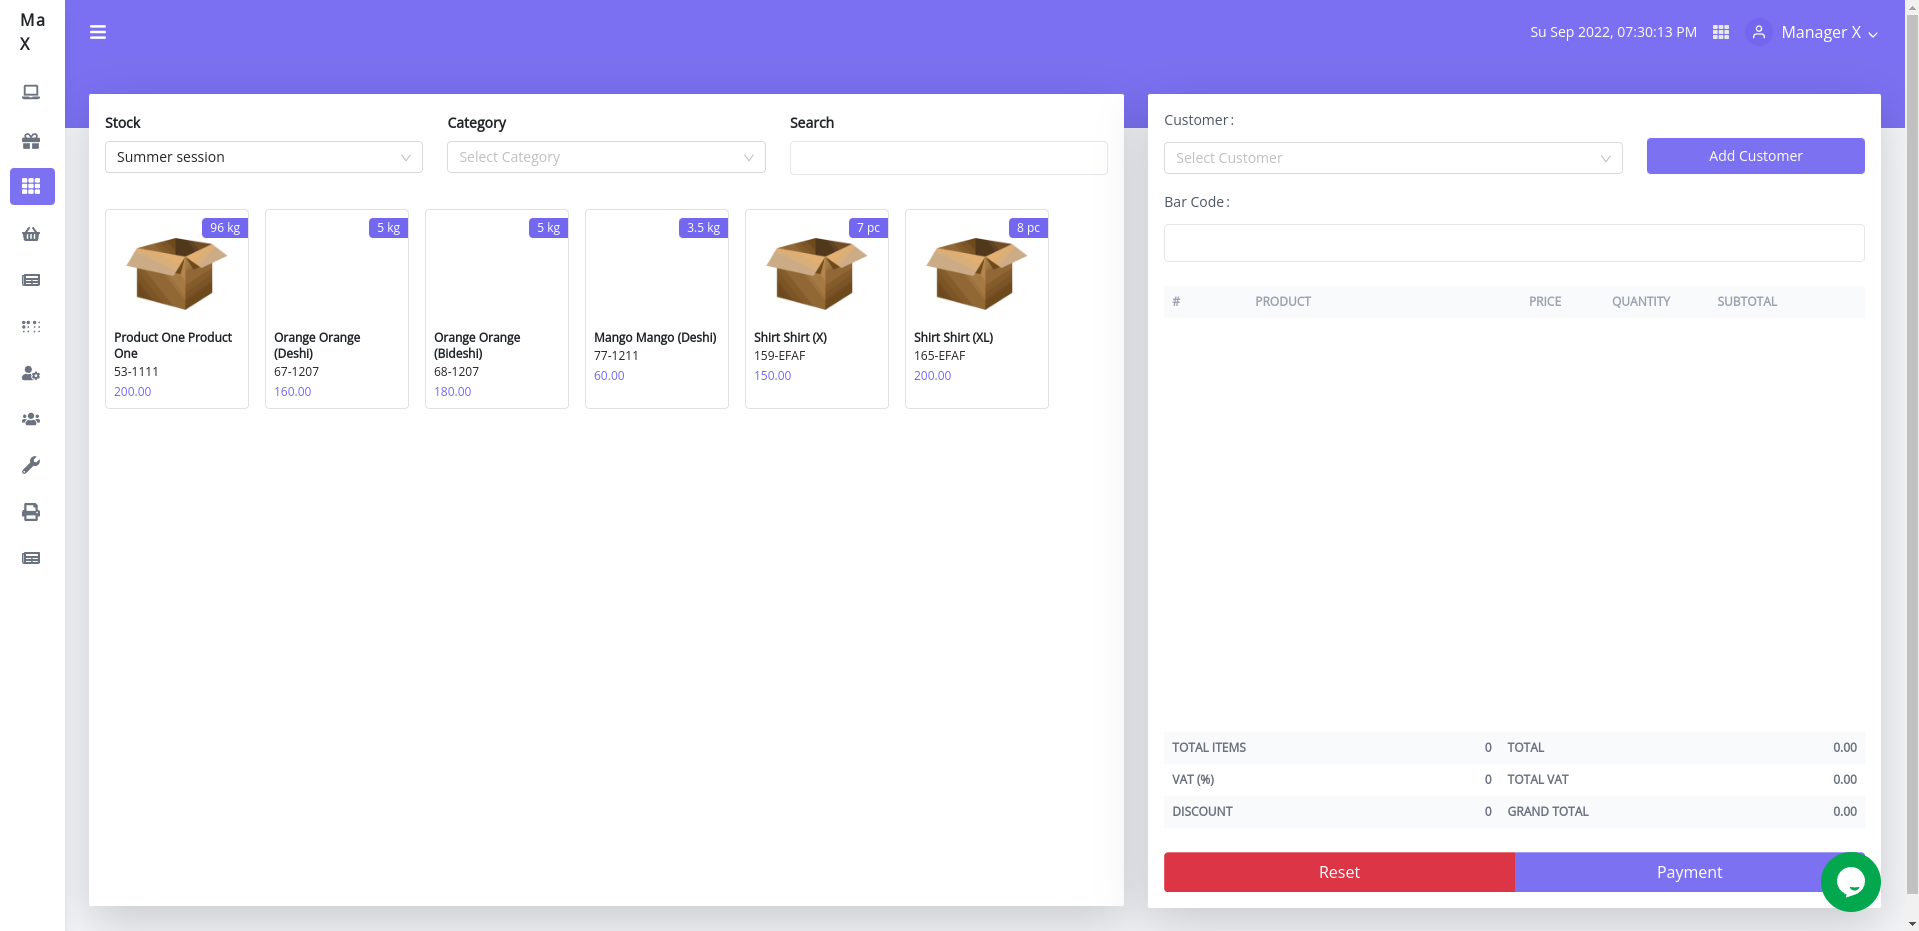 Ma
X
Su Sep 2022, 07:30:13 PM
Manager X
Stock
Category
Search
Summer session
Select Category
96 kg
Product One Product
One
53-1111
200.00
5 kg
Orange Orange
(Deshi)
67-1207
160.00
5 kg
Orange Orange
(Bideshi)
68-1207
180.00
3.5 kg
Mango Mango (Deshi)
77-1211
60.00
7 pc
Shirt Shirt (X)
159-EFAF
150.00
8 pc
Shirt Shirt (XL)
165-EFAF
200.00
Customer :
Select Customer
Add Customer
Bar Code :
# PRODUCT PRICE QUANTITY SUBTOTAL
TOTAL ITEMS 0 TOTAL 0.00
VAT (%) 0 TOTAL VAT 0.00
DISCOUNT 0 GRAND TOTAL 0.00
Reset
Payment